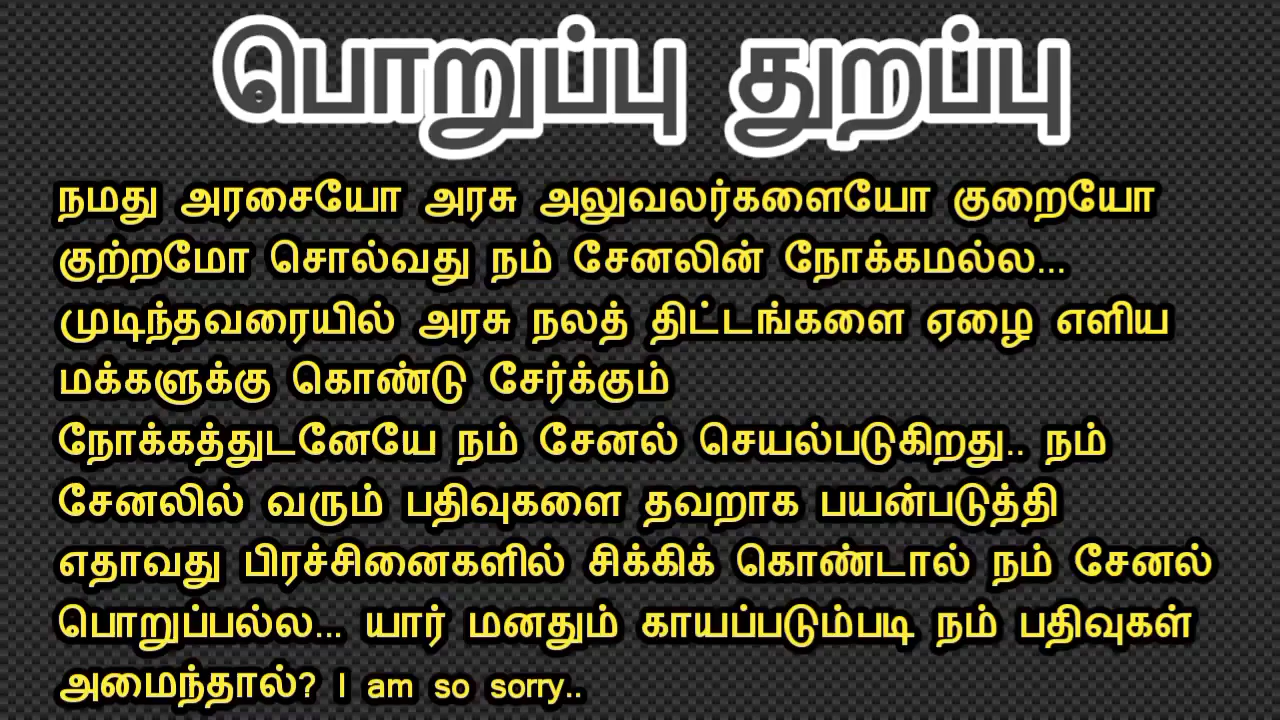 பொறுப்பு துறப்பு
நமது அரசையோ அரசு அலுவலர்களையோ குறையோ
குற்றமோ சொல்வது நம் சேனலின் நோக்கமல்ல...
முடிந்தவரையில் அரசு நலத் திட்டங்களை ஏழை எளிய
மக்களுக்கு கொண்டு சேர்க்கும்
நோக்கத்துடனேயே நம் சேனல் செயல்படுகிறது.. நம்
சேனலில் வரும் பதிவுகளை தவறாக பயன்படுத்தி
எதாவது பிரச்சினைகளில் சிக்கிக் கொண்டால் நம் சேனல்
பொறுப்பல்ல... யார் மனதும் காயப்படும்படி நம் பதிவுகள்
அமைந்தால்? I am so sorry..